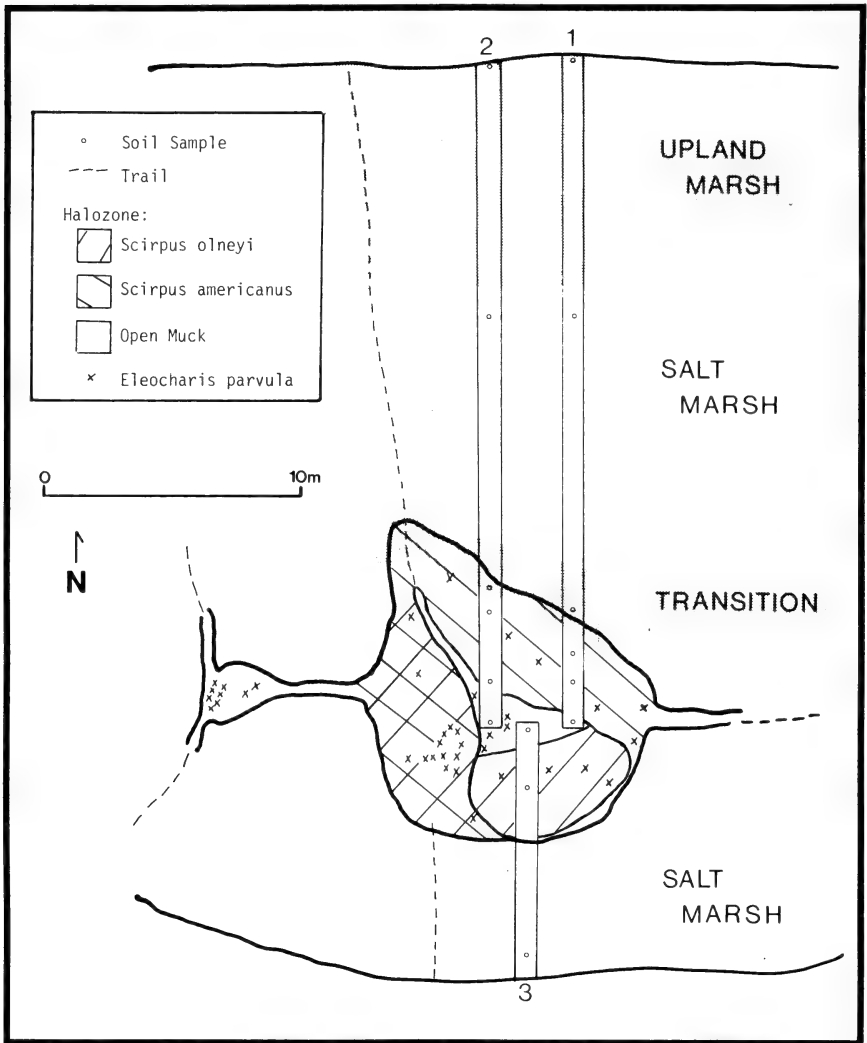 2 1
Soil Sample
Trail
Halozone:
Scirpus olneyi
Scirpus americanus
Open Muck
x Eleocharis parvula
UPLAND
MARSH
SALT
MARSH
0 10m
N
TRANSITION
SALT
MARSH
3